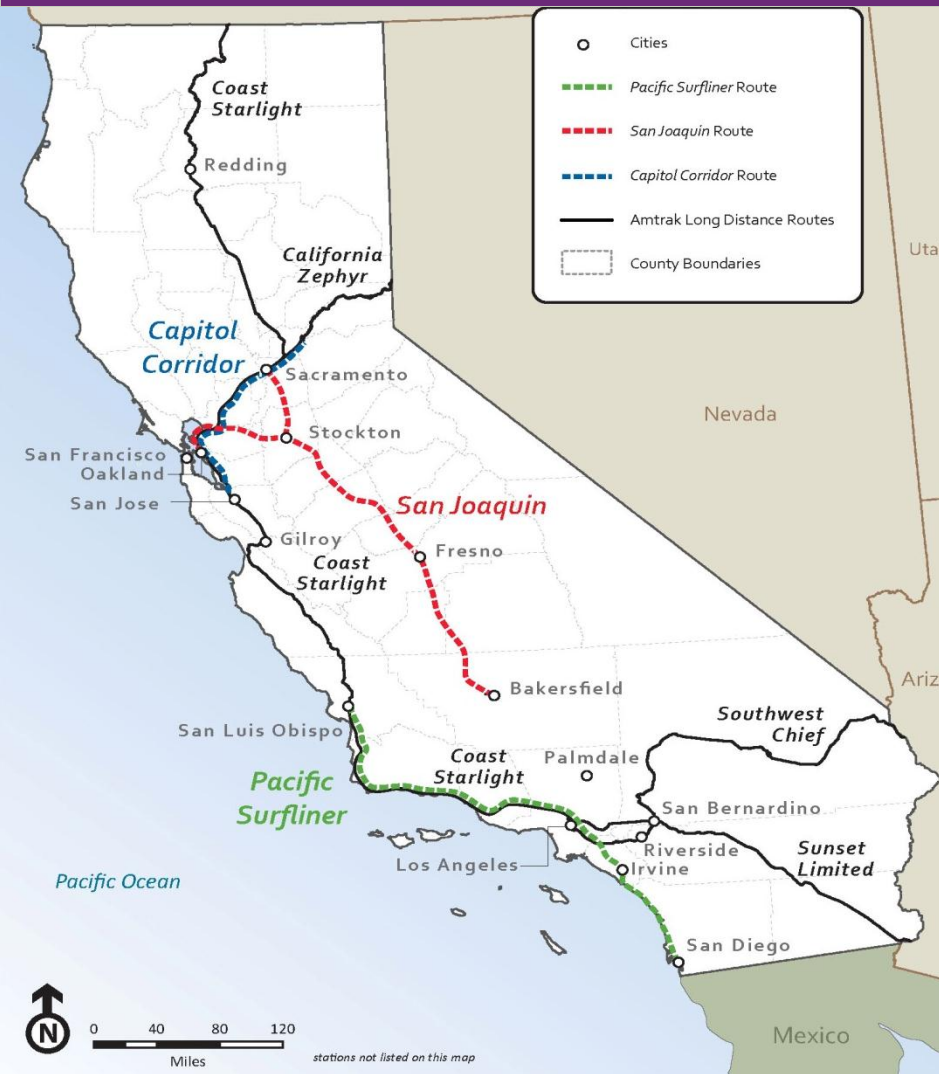 Cities
Pacific Surfliner Route
San Joaquin Route
Capitol Corridor Route
Amtrak Long Distance Routes
County Boundaries
Coast
Starlight
Redding
California
Zephyr
Capitol
Corridor
Sacramento
Stockton
San Francisco
Oakland
San Jose
San Joaquin
Gilroy
Fresno
Coast
Starlight
Bakersfield
San Luis Obispo
Pacific
Surfliner
Coast
Starlight
Palmdale
Southwest
Chief
San Bernardino
Riverside
Los Angeles
Irvine
Sunset
Limited
San Diego
Pacific Ocean
Nevada
Uta
Ariz
Mexico
N
0 40 80 120
Miles
stations not listed on this map